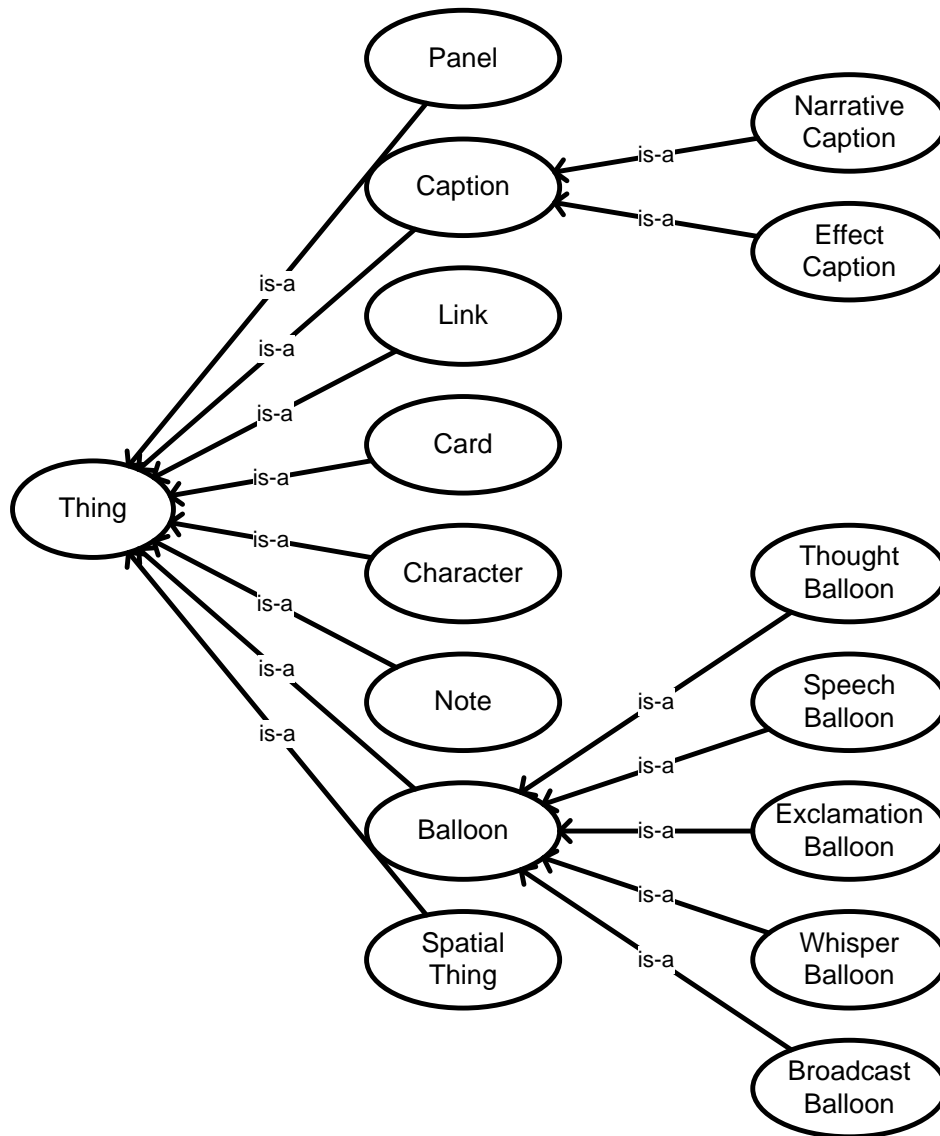 Panel
Narrative
Caption
is-a
Caption
is-a
Effect
Caption
is-a
Link
is-a
is-a
Card
is-a
Thing
is-a
Character
Thought
Balloon
is-a
is-a
Note
is-a
Speech
Balloon
is-a
is-a
Balloon
is-a
Exclamation
Balloon
is-a
Spatial
Thing
is-a
Whisper
Balloon
Broadcast
Balloon